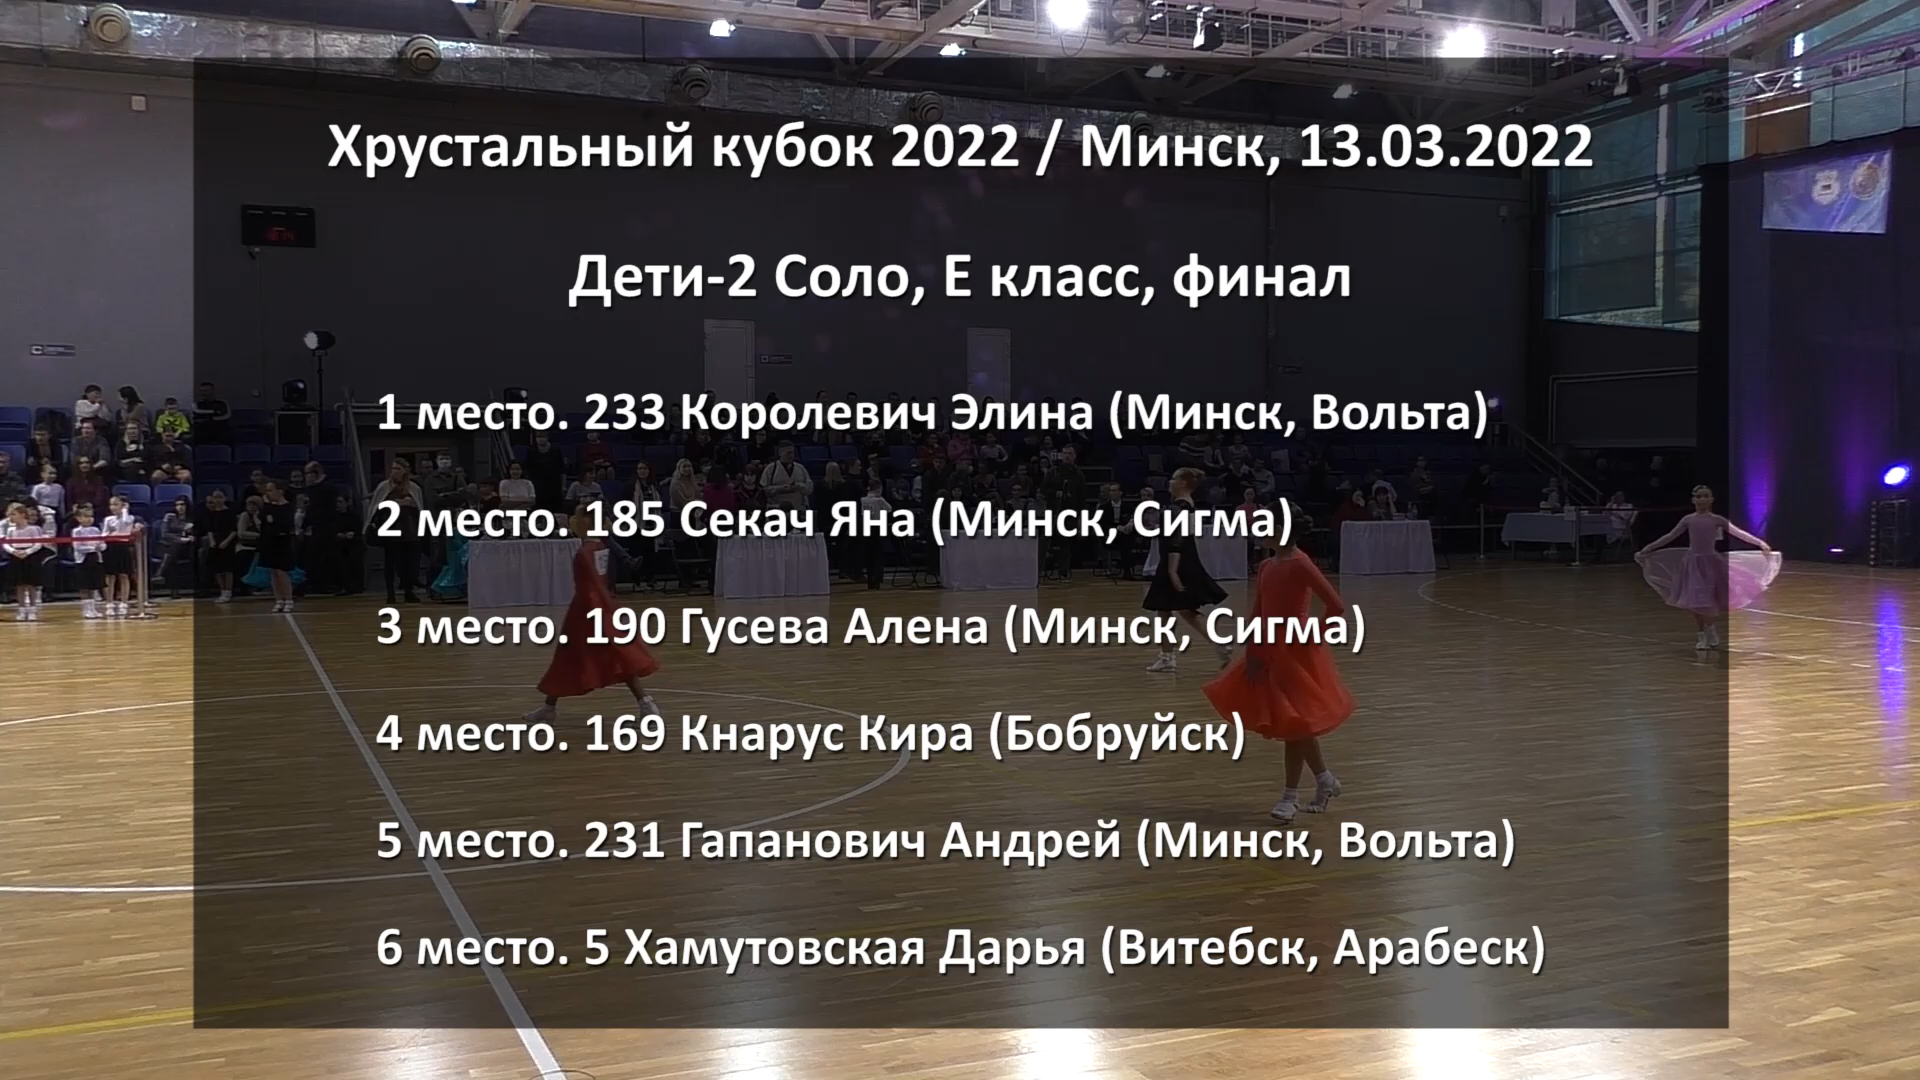 Хрустальный кубок 2022 / Минск, 13.03.2022
Дети-2 Соло, Е класс, финал
1 место. 233 Королевич Элина (Минск, Вольта)
2 место. 185 Секач Яна (Минск, Сигма)
3 место. 190 Гусева Алена (Минск, Сигма)
4 место. 169 Кнарус Кира (Бобруйск)
5 место. 231 Гапанович Андрей (Минск, Вольта)
6 место. 5 Хамутовская Дарья (Витебск, Арабеск)